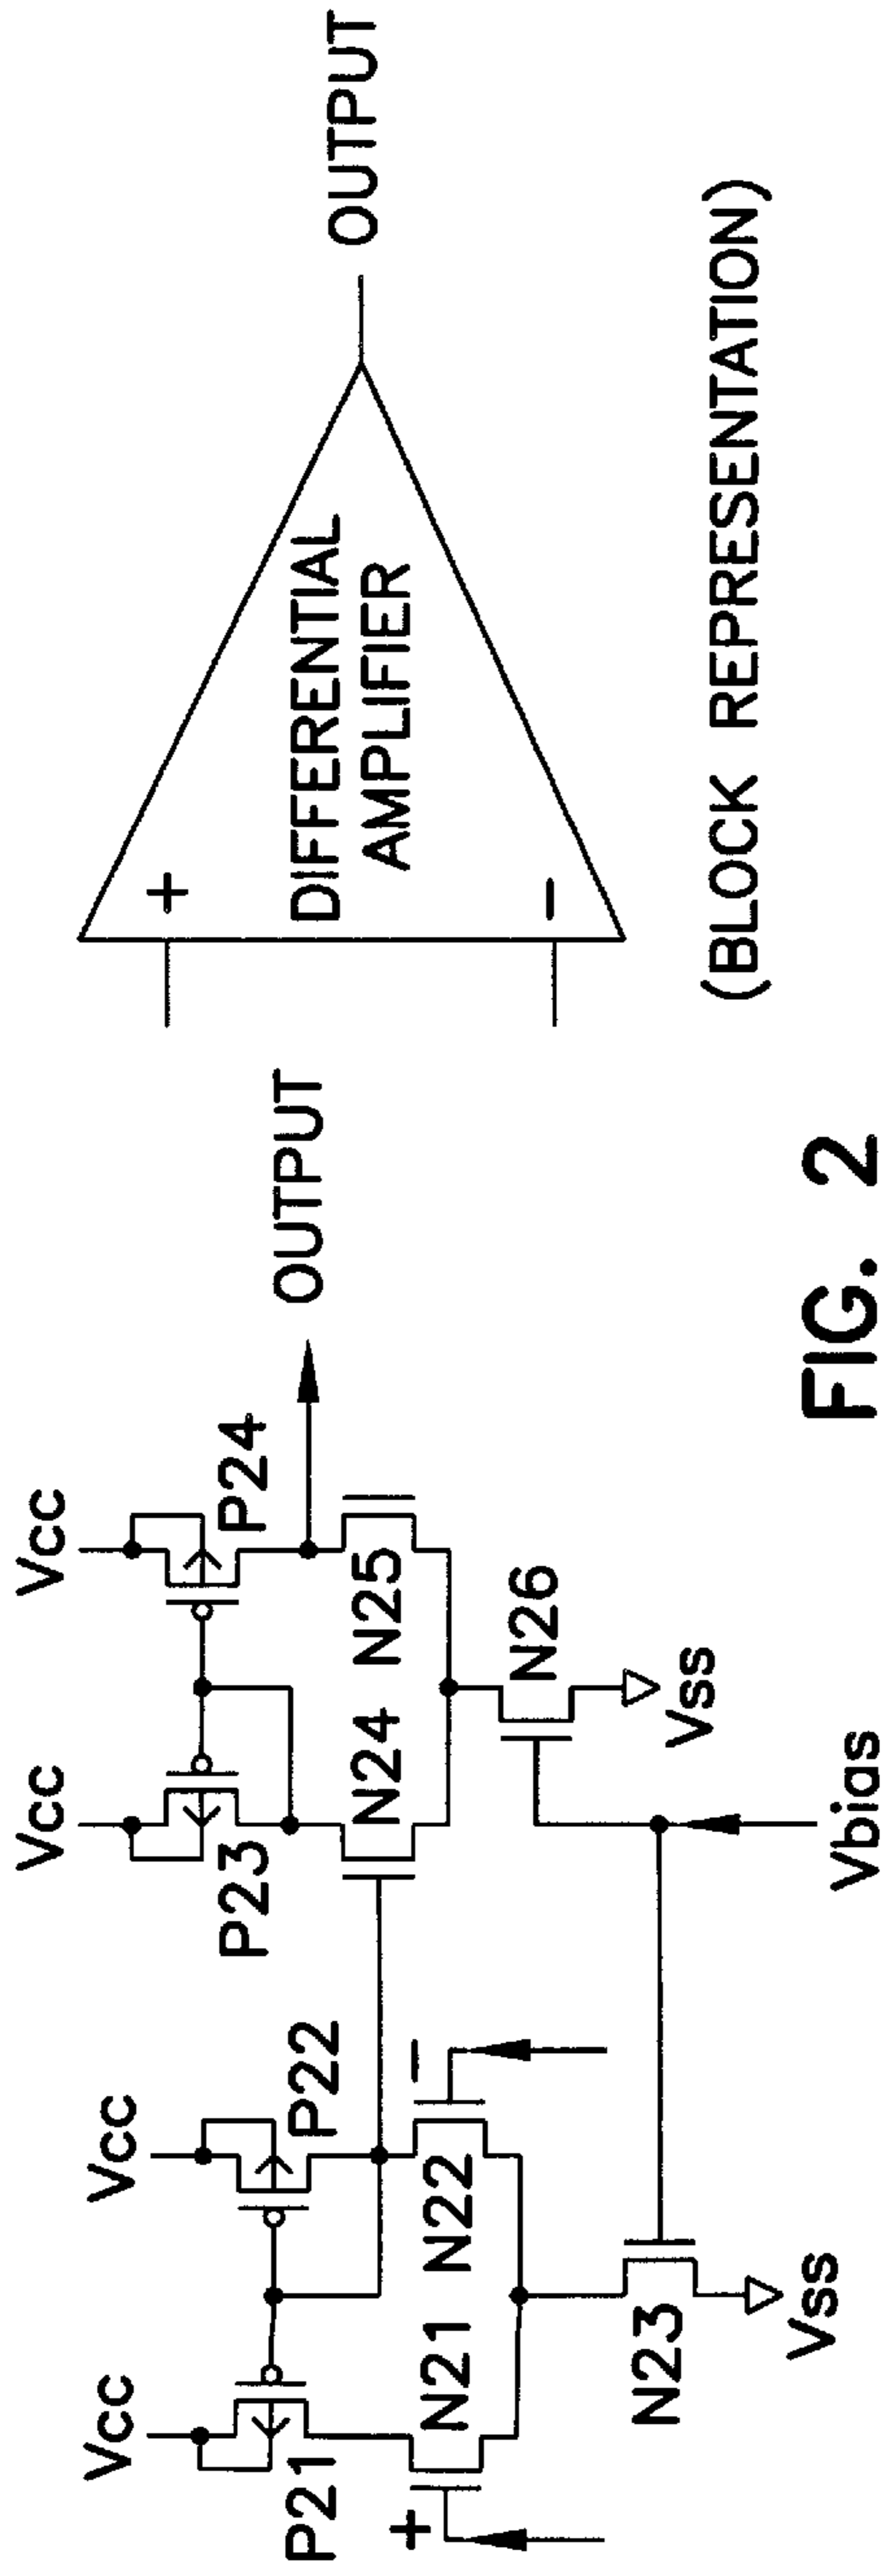 Vcc
Vcc
Vcc
Vcc
P21
P22
P23
P24
OUTPUT
+
N21
N22
−
N24
N25
N23
N26
Vss
Vss
Vbias
+
−
DIFFERENTIAL
AMPLIFIER
OUTPUT
(BLOCK REPRESENTATION)
FIG. 2